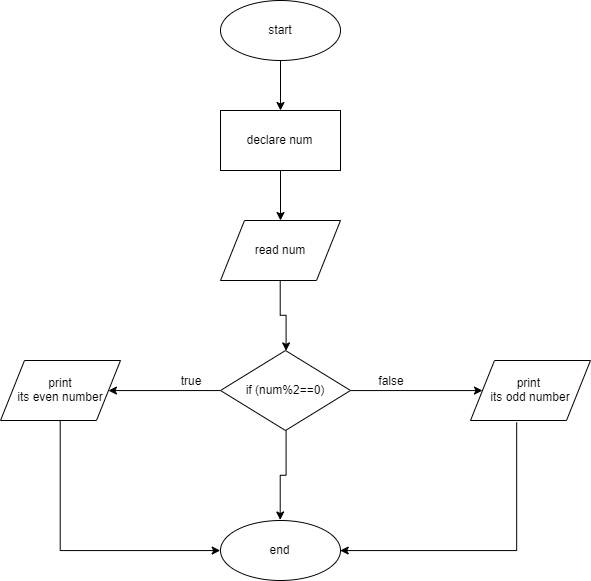 start
declare num
read num
true
if (num%2==0)
false
print
its even number
print
its odd number
end